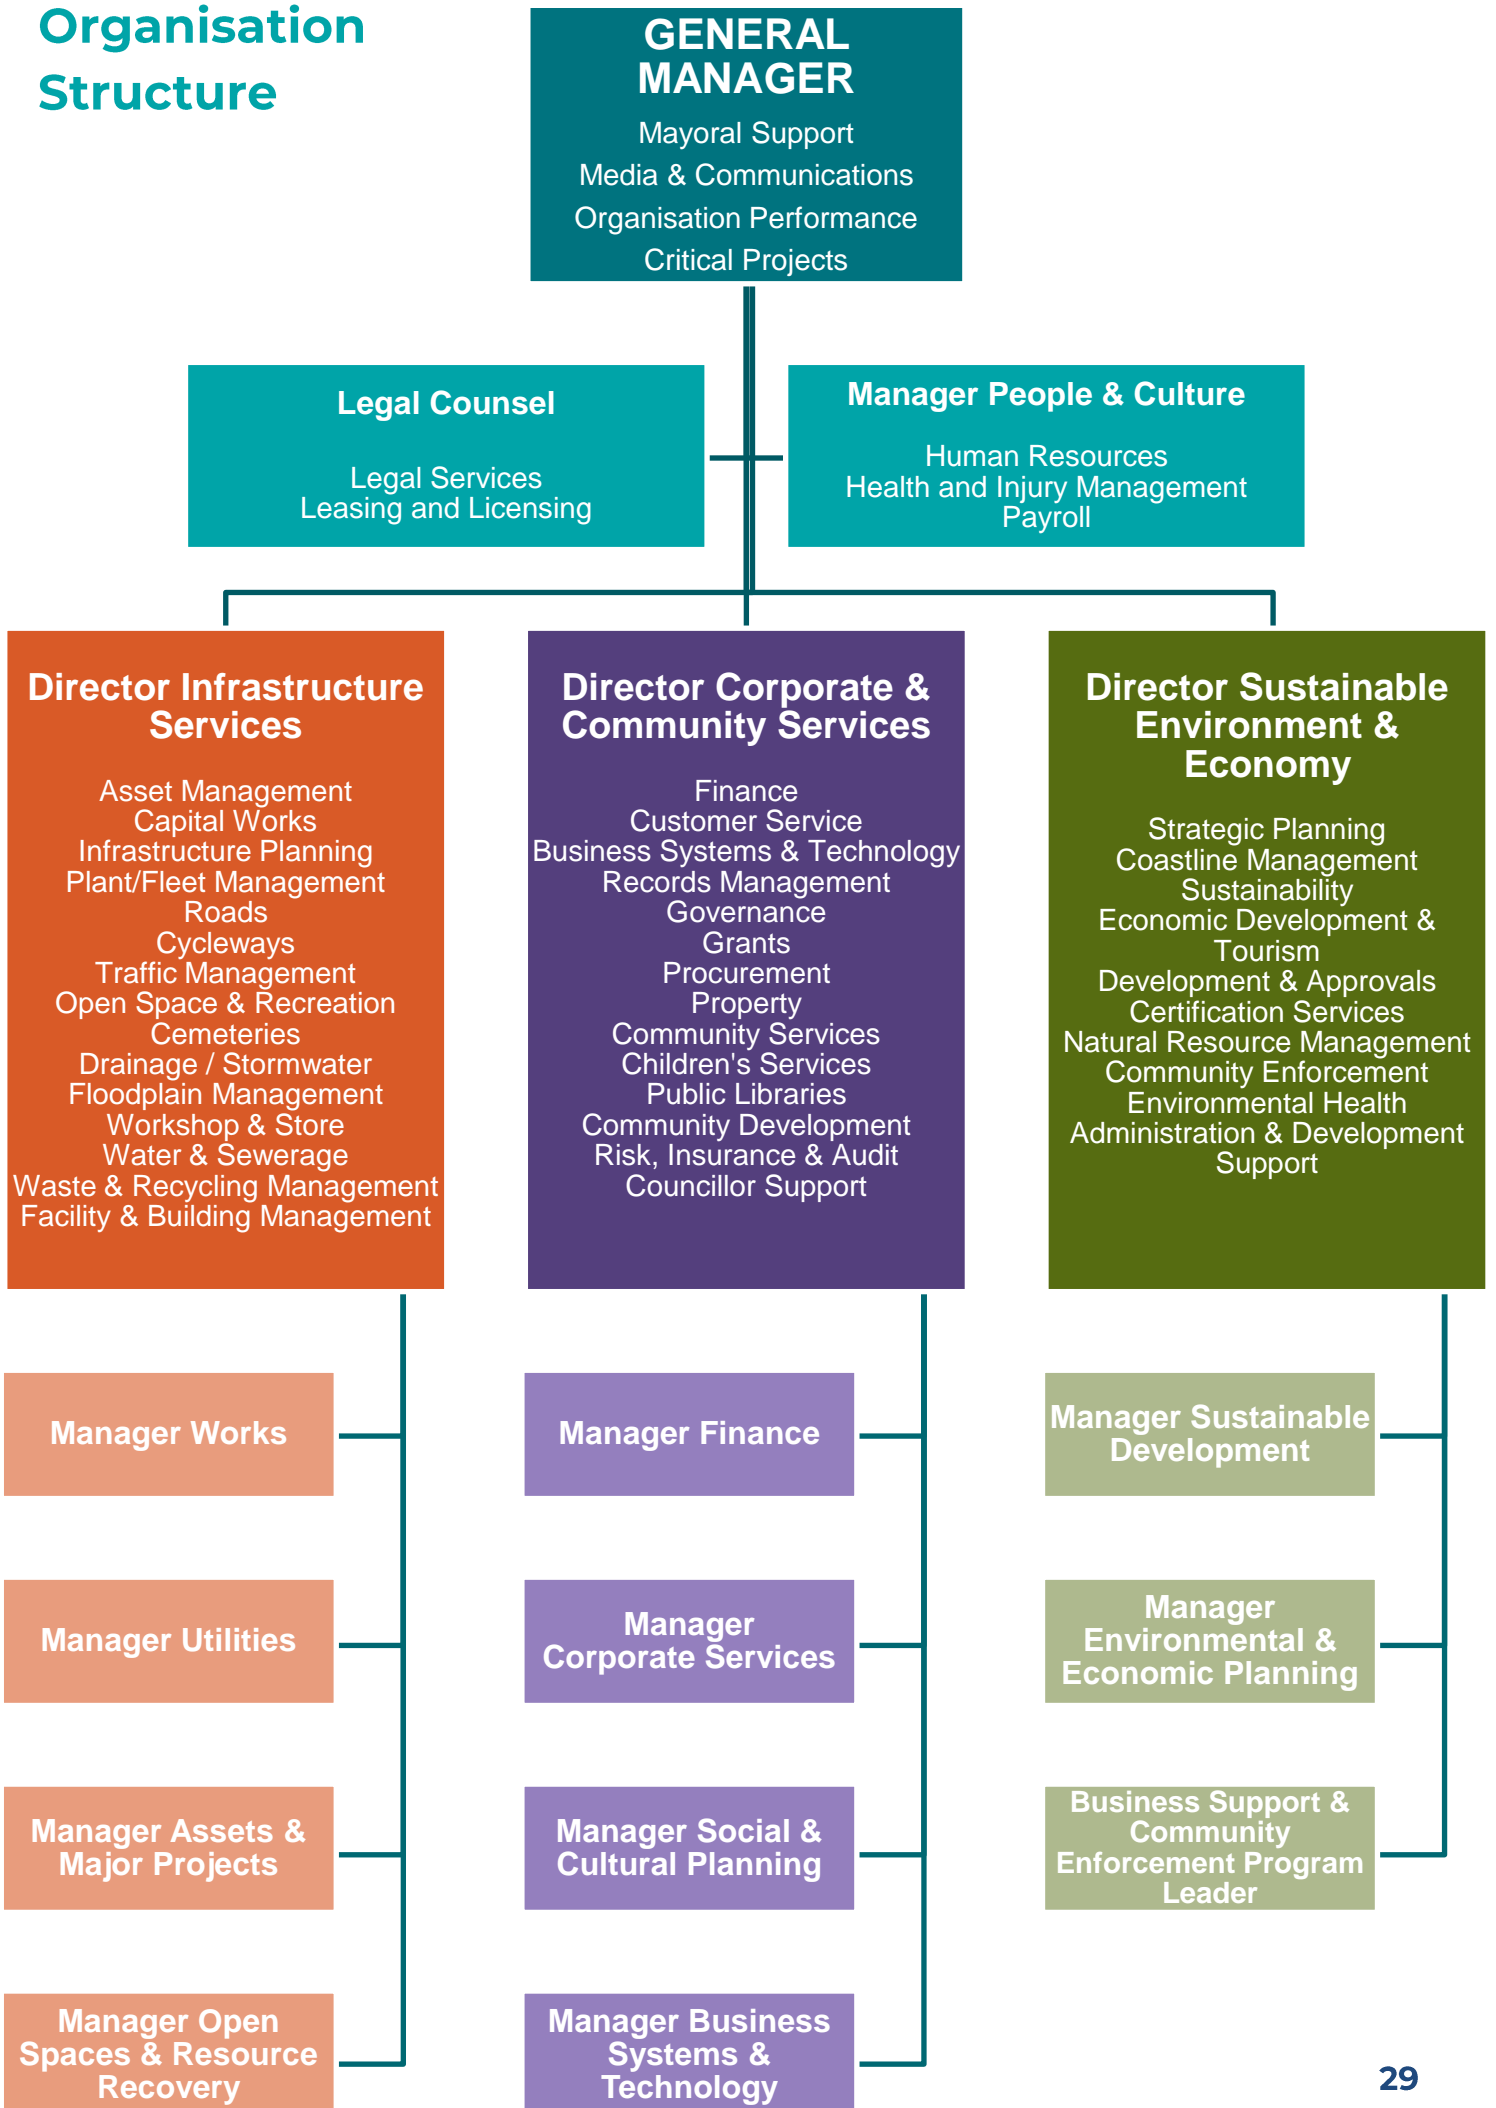 Organisation
Structure
GENERAL
MANAGER
Mayoral Support
Media & Communications
Organisation Performance
Critical Projects
Legal Counsel
Legal Services
Leasing and Licensing
Manager People & Culture
Human Resources
Health and Injury Management
Payroll
Director Infrastructure
Services
Asset Management
Capital Works
Infrastructure Planning
Plant/Fleet Management
Roads
Cycleways
Traffic Management
Open Space & Recreation
Cemeteries
Drainage / Stormwater
Floodplain Management
Workshop & Store
Water & Sewerage
Waste & Recycling Management
Facility & Building Management
Director Corporate &
Community Services
Finance
Customer Service
Business Systems & Technology
Records Management
Governance
Grants
Procurement
Property
Community Services
Children's Services
Public Libraries
Community Development
Risk, Insurance & Audit
Councillor Support
Director Sustainable
Environment &
Economy
Strategic Planning
Coastline Management
Sustainability
Economic Development &
Tourism
Development & Approvals
Certification Services
Natural Resource Management
Community Enforcement
Environmental Health
Administration & Development
Support
Manager Works
Manager Utilities
Manager Assets &
Major Projects
Manager Open
Spaces & Resource
Recovery
Manager Finance
Manager
Corporate Services
Manager Social &
Cultural Planning
Manager Business
Systems &
Technology
Manager Sustainable
Development
Manager
Environmental &
Economic Planning
Business Support &
Community
Enforcement Program
Leader
29